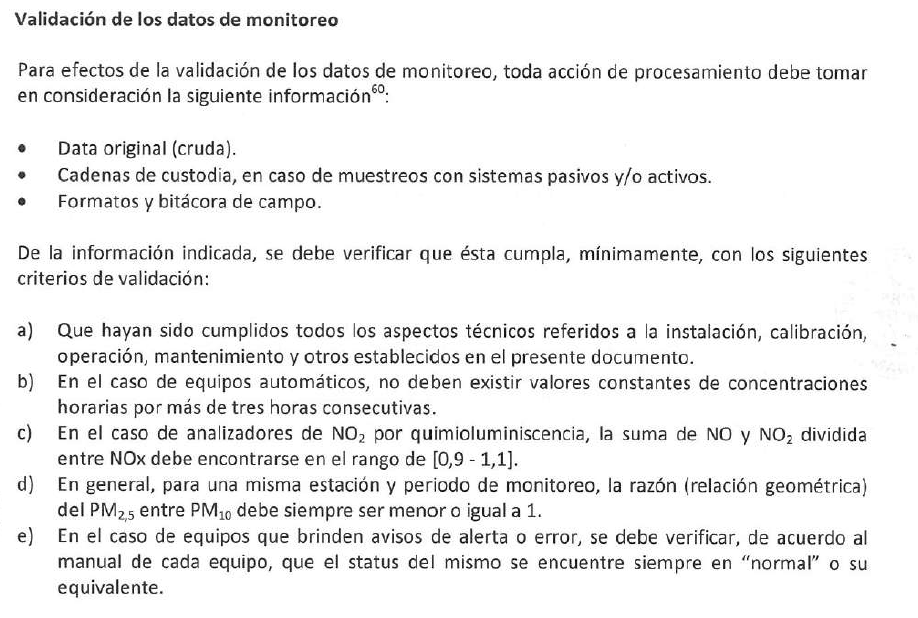 Validación de los datos de monitoreo
Para efectos de la validación de los datos de monitoreo, toda acción de procesamiento debe tomar
en consideración la siguiente información⁶⁰:
• Data original (cruda).
• Cadenas de custodia, en caso de muestreos con sistemas pasivos y/o activos.
• Formatos y bitácora de campo.
De la información indicada, se debe verificar que ésta cumpla, mínimamente, con los siguientes
criterios de validación:
a) Que hayan sido cumplidos todos los aspectos técnicos referidos a la instalación, calibración,
operación, mantenimiento y otros establecidos en el presente documento.
b) En el caso de equipos automáticos, no deben existir valores constantes de concentraciones
horarias por más de tres horas consecutivas.
c) En el caso de analizadores de NO₂ por quimioluminiscencia, la suma de NO y NO₂ dividida
entre NOx debe encontrarse en el rango de [0,9 - 1,1].
d) En general, para una misma estación y periodo de monitoreo, la razón (relación geométrica)
del PM₂,₅ entre PM₁₀ debe siempre ser menor o igual a 1.
e) En el caso de equipos que brinden avisos de alerta o error, se debe verificar, de acuerdo al
manual de cada equipo, que el status del mismo se encuentre siempre en “normal” o su
equivalente.